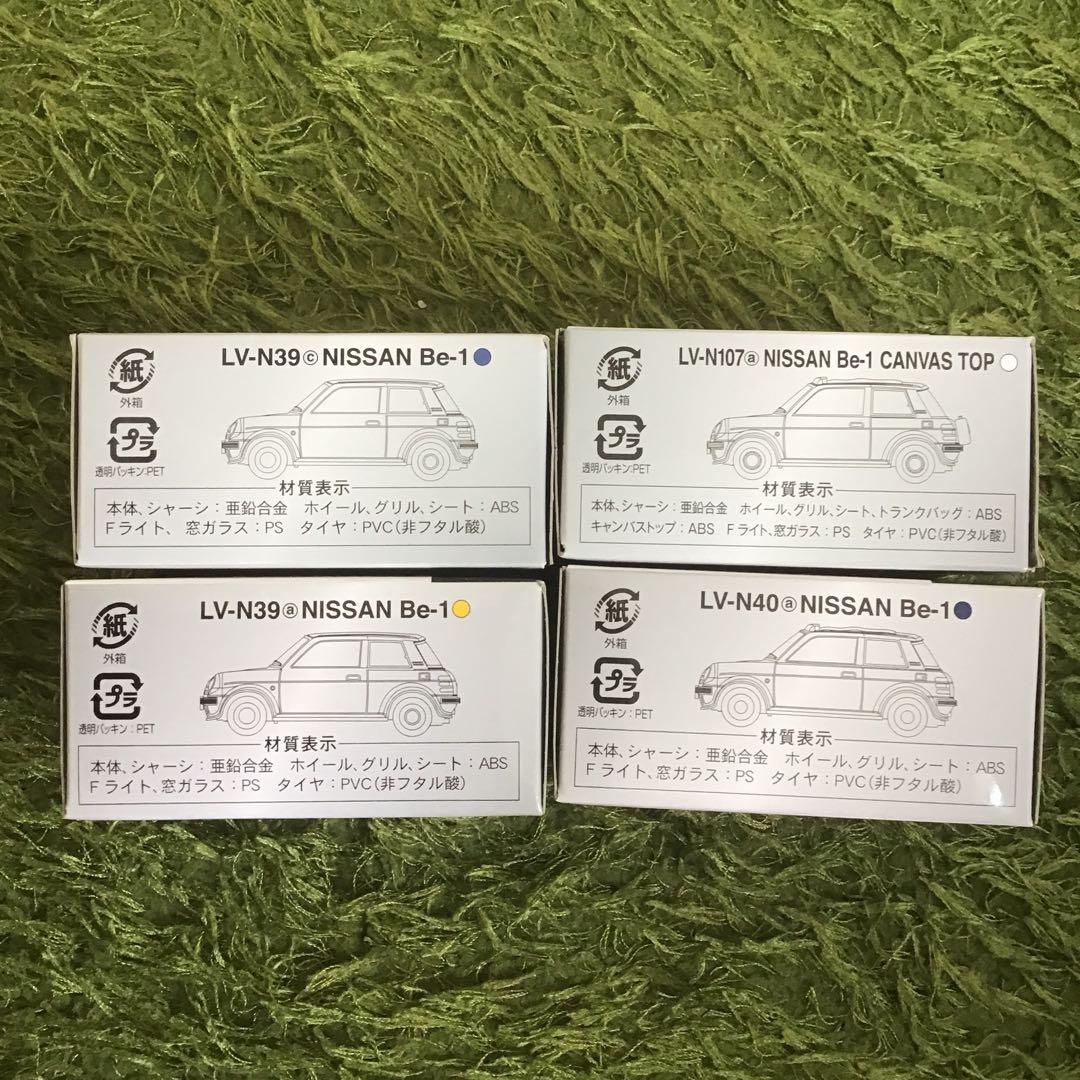 LV-N39ⓒNISSAN Be-1
紙
外箱
プラ
透明パッキン:PET
材質表示
本体、シャーシ:亜鉛合金 ホイール、グリル、シート:ABS
Fライト、窓ガラス:PS タイヤ:PVC(非フタル酸)
LV-N107ⓐ NISSAN Be-1 CANVAS TOP
紙
外箱
プラ
透明パッキン:PET
材質表示
本体、シャーシ:亜鉛合金 ホイール、グリル、シート、トランクバッグ:ABS
キャンバストップ:ABS Fライト、窓ガラス:PS タイヤ:PVC(非フタル酸)
LV-N39ⓐNISSAN Be-1
紙
外箱
プラ
透明パッキン:PET
材質表示
本体、シャーシ:亜鉛合金 ホイール、グリル、シート:ABS
Fライト、窓ガラス:PS タイヤ:PVC(非フタル酸)
LV-N40ⓐNISSAN Be-1
紙
外箱
プラ
透明パッキン:PET
材質表示
本体、シャーシ:亜鉛合金 ホイール、グリル、シート:ABS
Fライト、窓ガラス:PS タイヤ:PVC(非フタル酸)